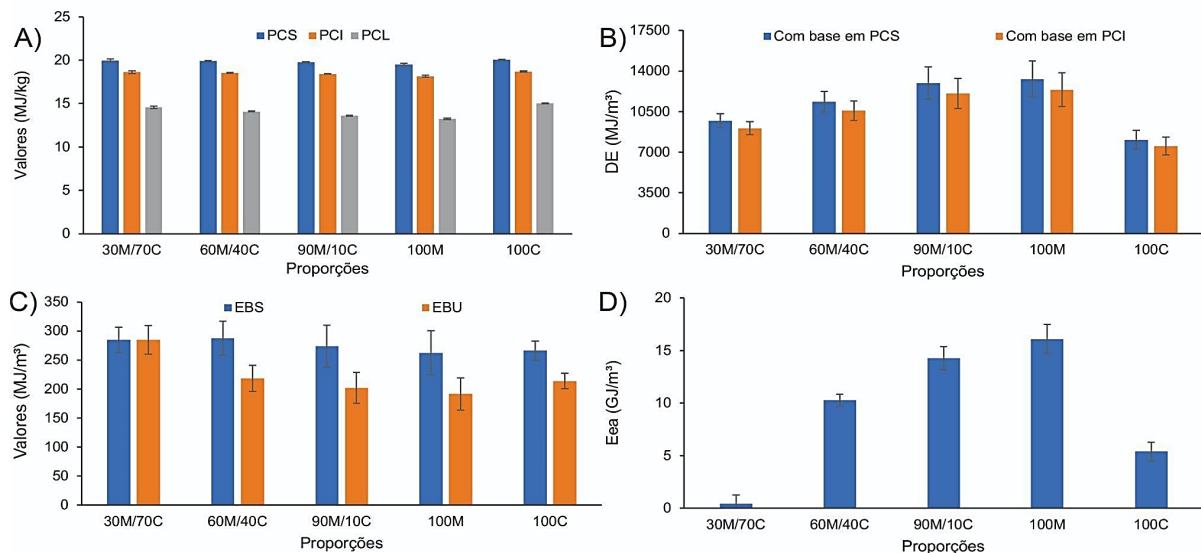 A)
PCS PCI PCL
Valores (MJ/kg)
25
20
15
10
5
0
30M/70C 60M/40C 90M/10C 100M 100C
Proporções
B)
Com base em PCS Com base em PCI
DE (MJ/m³)
17500
14000
10500
7000
3500
0
30M/70C 60M/40C 90M/10C 100M 100C
Proporções
C)
EBS EBU
Valores (MJ/m³)
350
300
250
200
150
100
50
0
30M/70C 60M/40C 90M/10C 100M 100C
Proporções
D)
Eea (GJ/m³)
20
15
10
5
0
30M/70C 60M/40C 90M/10C 100M 100C
Proporções